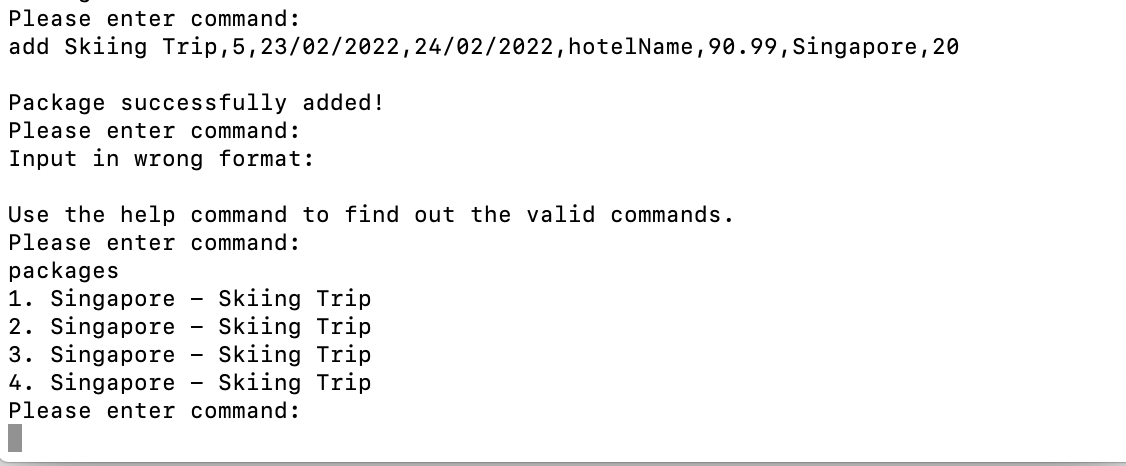 Please enter command:
add Skiing Trip,5,23/02/2022,24/02/2022,hotelName,90.99,Singapore,20
Package successfully added!
Please enter command:
Input in wrong format:
Use the help command to find out the valid commands.
Please enter command:
packages
1. Singapore – Skiing Trip
2. Singapore – Skiing Trip
3. Singapore – Skiing Trip
4. Singapore – Skiing Trip
Please enter command: